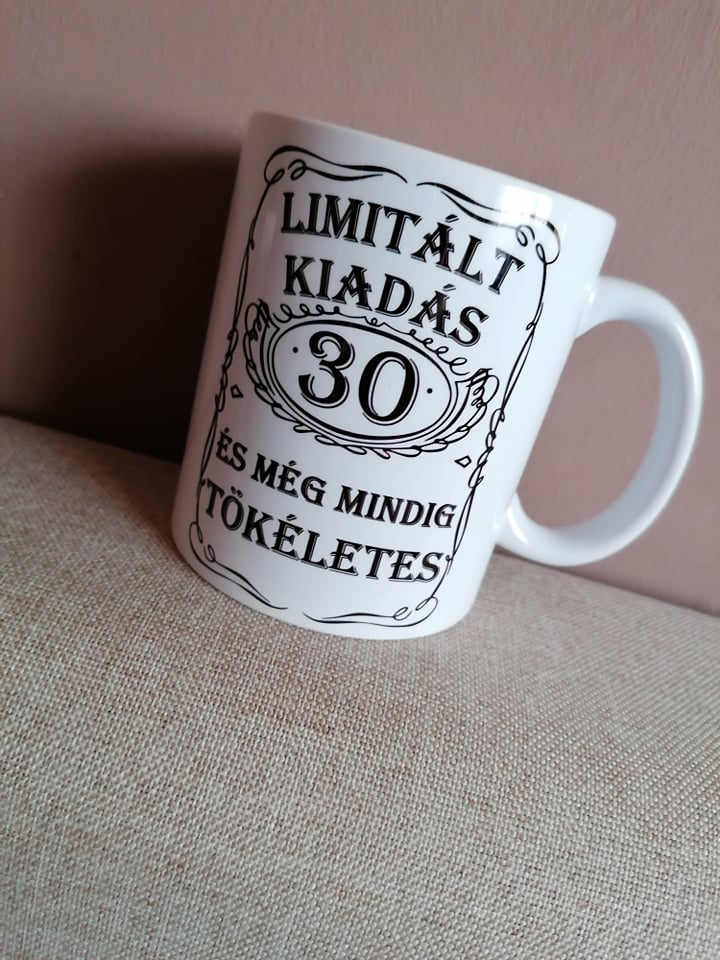 LIMITÁLT
KIADÁS
30
ÉS MÉG MINDIG
TÖKÉLETES